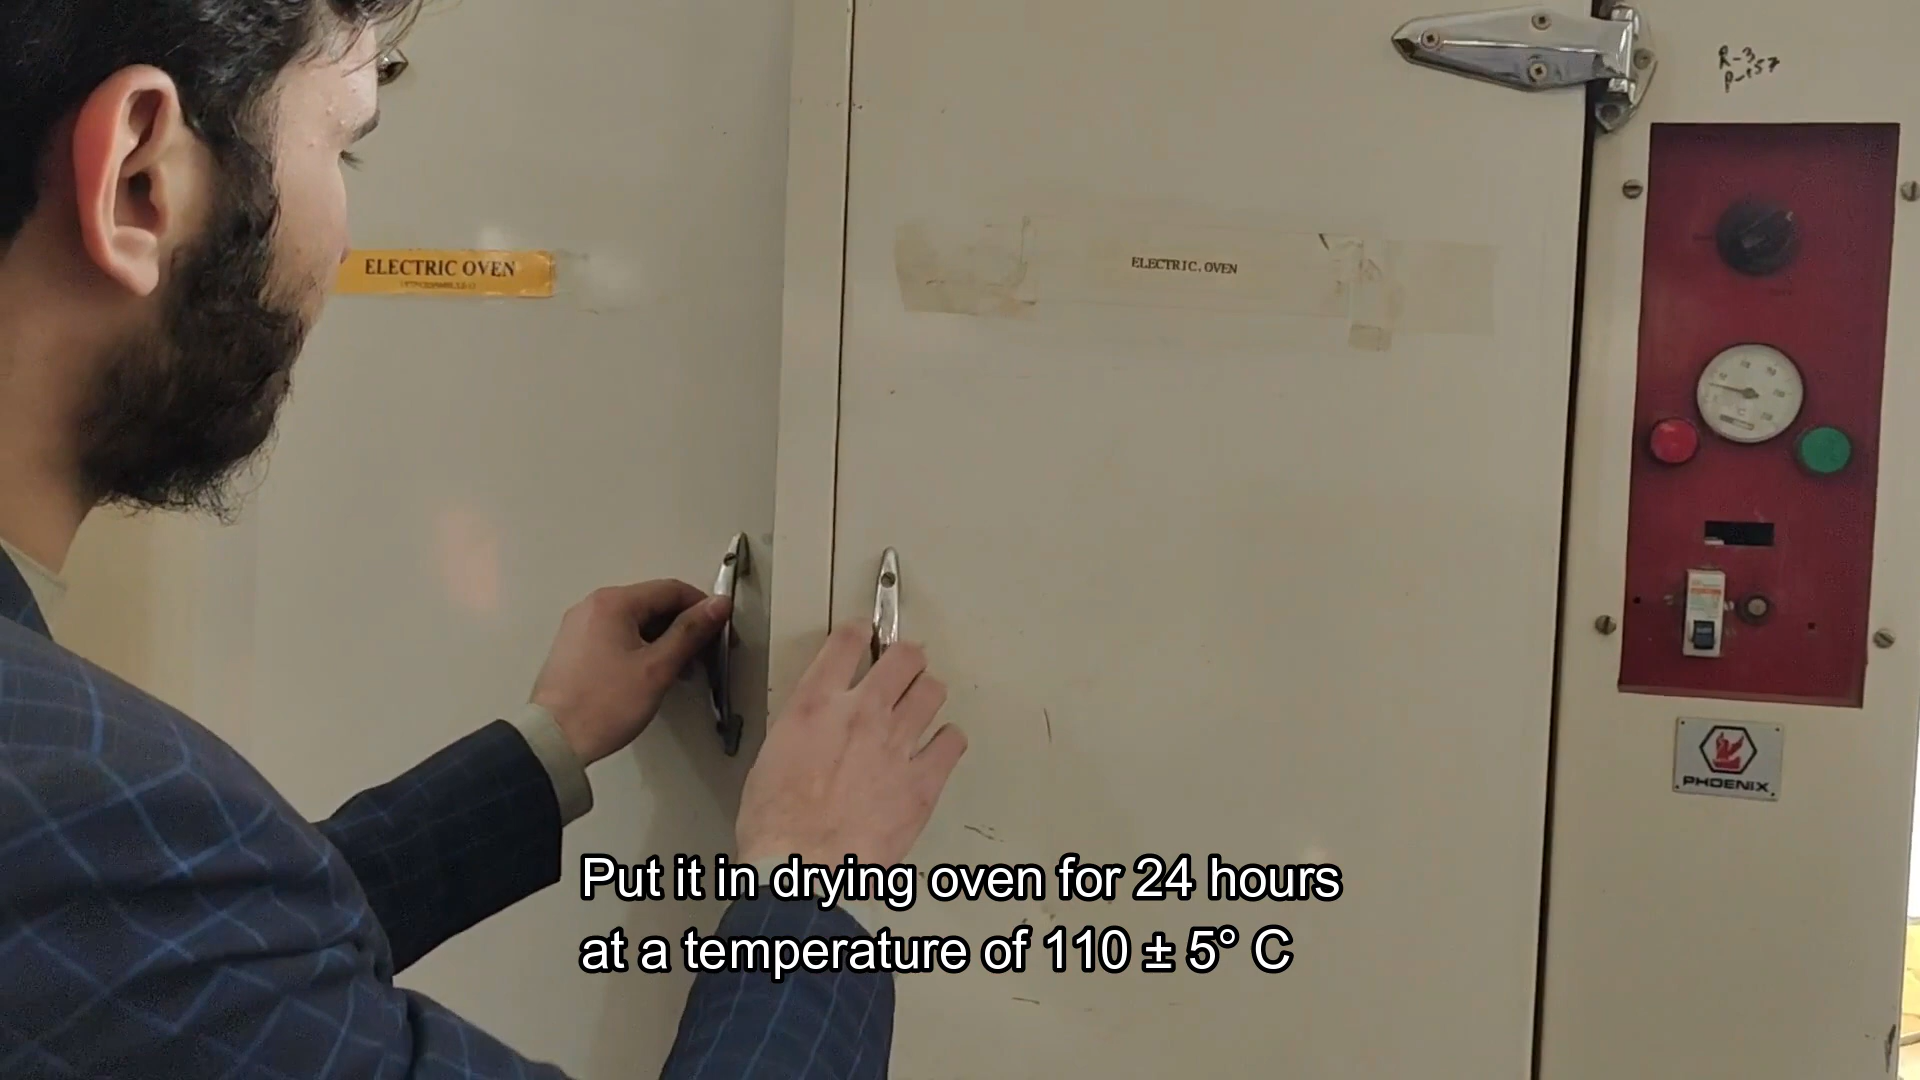 R-3
P-157
ELECTRIC OVEN
ELECTRIC. OVEN
°C
PHOENIX
Put it in drying oven for 24 hours
at a temperature of 110 ± 5° C